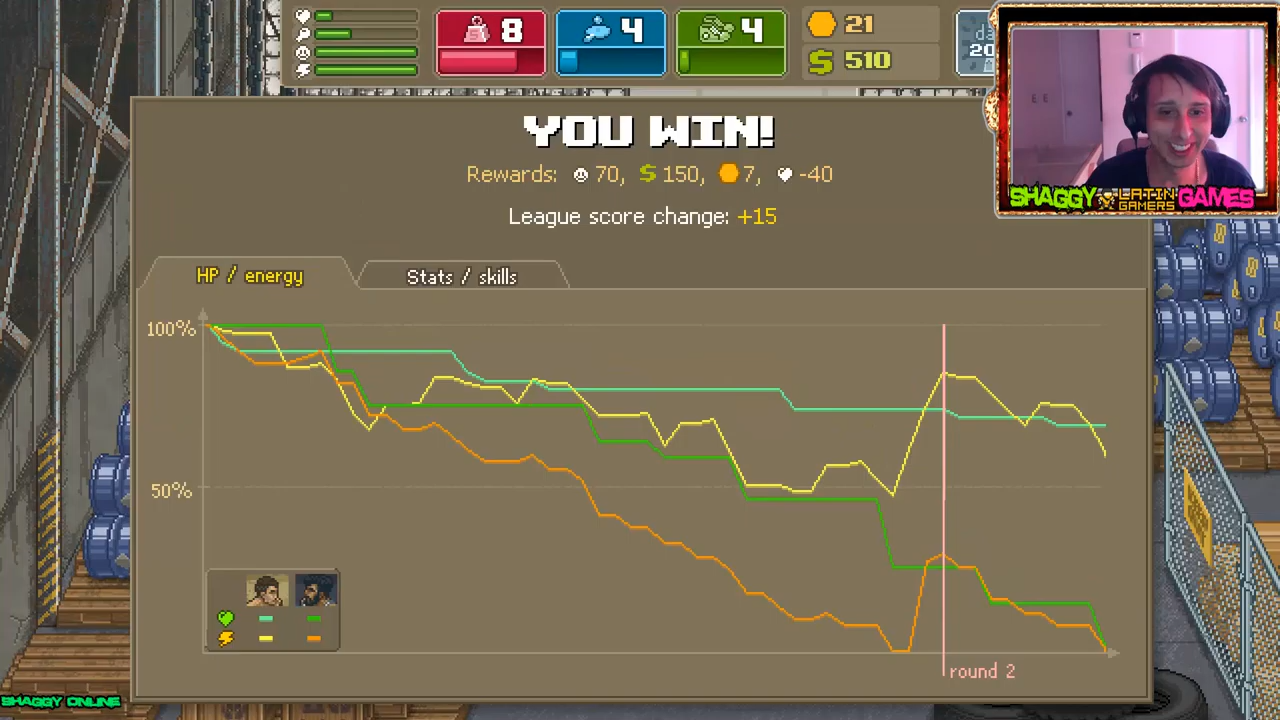 8
4
4
21
510
20
YOU WIN!
Rewards: 70, $ 150, 7, -40
League score change: +15
HP / energy
Stats / skills
100%
50%
round 2
SHAGGY LATIN GAMERS GAMES
SHAGGY ONLINE